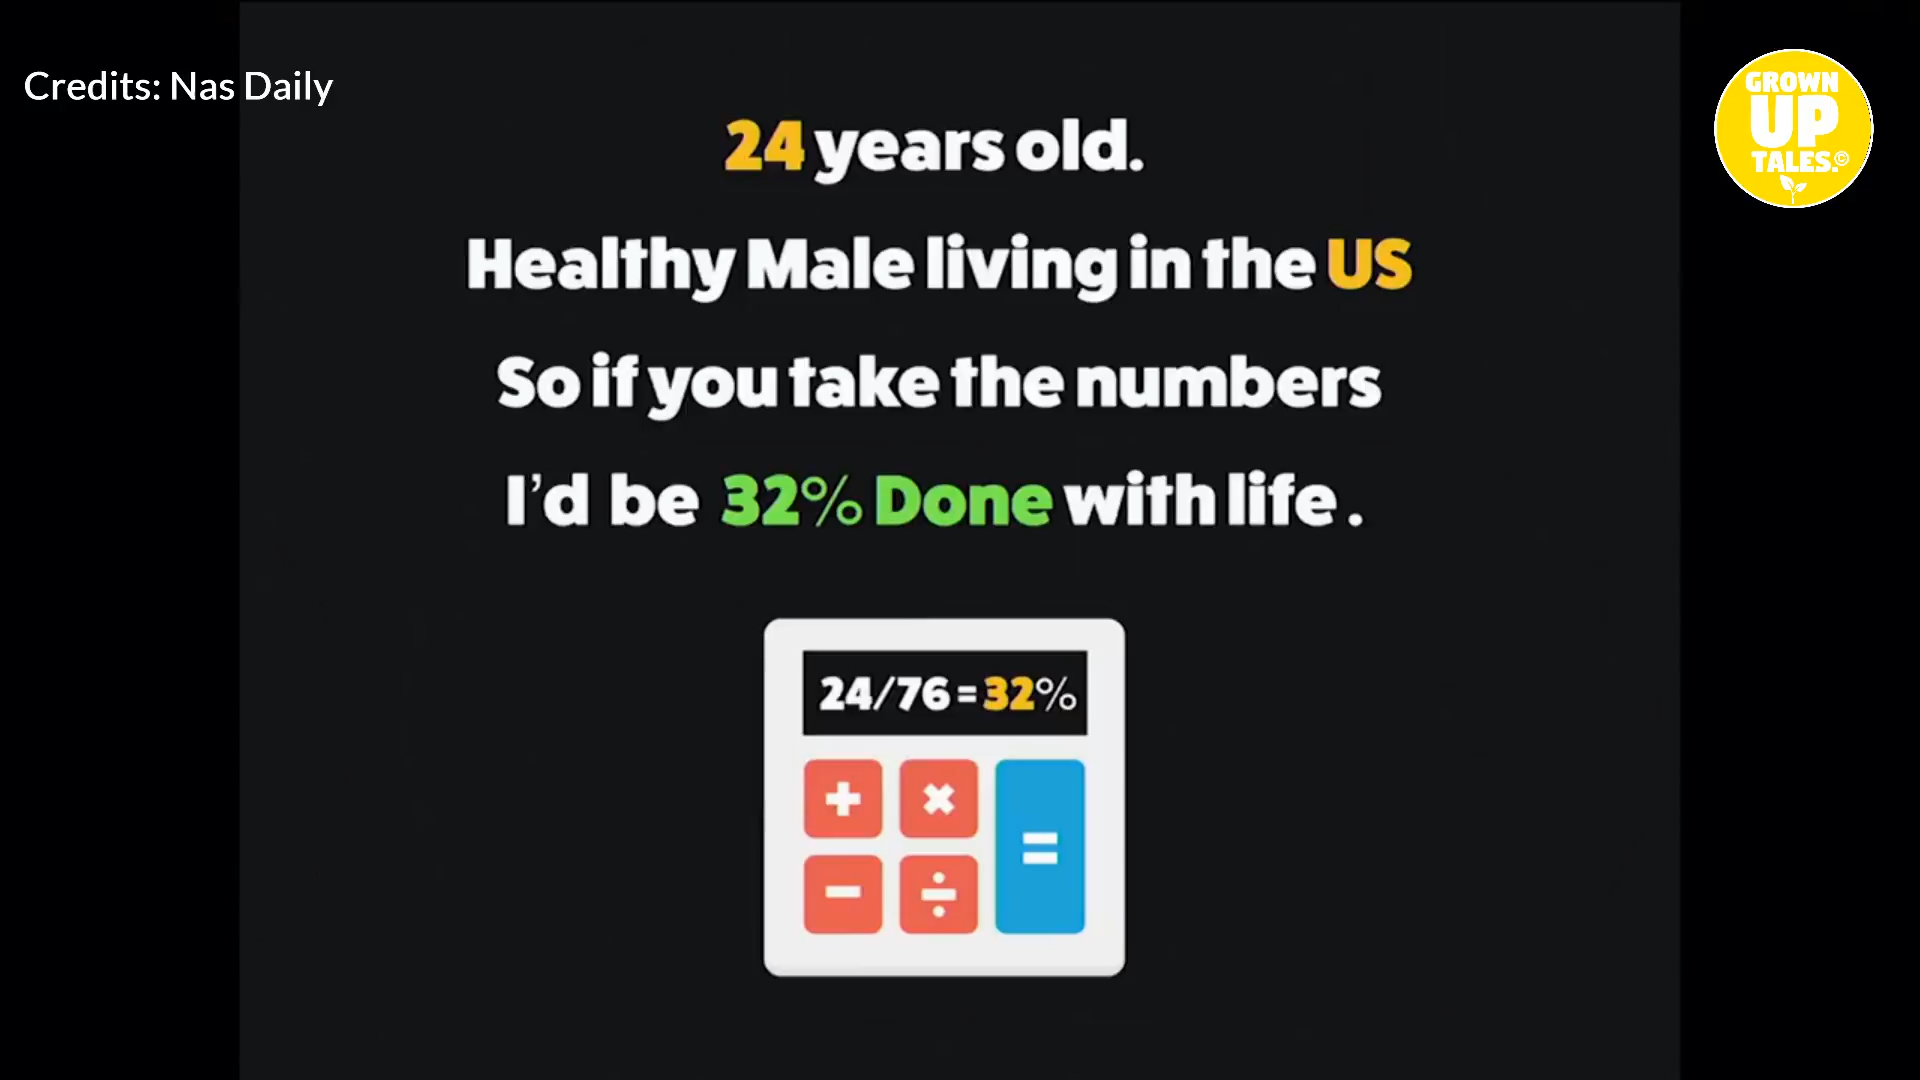 Credits: Nas Daily
GROWN
UP
TALES.©
24 years old.
Healthy Male living in the US
So if you take the numbers
I'd be 32% Done with life .
24/76=32%
+ ×
=
− ÷